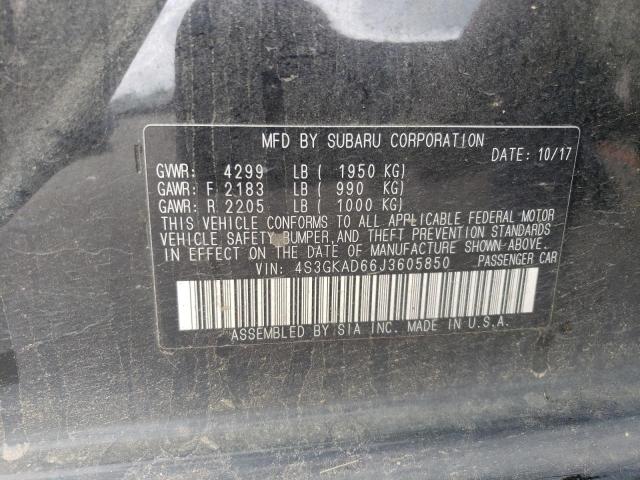 MFD BY SUBARU CORPORATION
DATE: 10/17
GVWR: 4299 LB ( 1950 KG)
GAWR: F 2183 LB ( 990 KG)
GAWR: R 2205 LB ( 1000 KG)
THIS VEHICLE CONFORMS TO ALL APPLICABLE FEDERAL MOTOR
VEHICLE SAFETY, BUMPER, AND THEFT PREVENTION STANDARDS
IN EFFECT ON THE DATE OF MANUFACTURE SHOWN ABOVE.
VIN: 4S3GKAD66J3605850 PASSENGER CAR
ASSEMBLED BY SIA INC. MADE IN U.S.A.